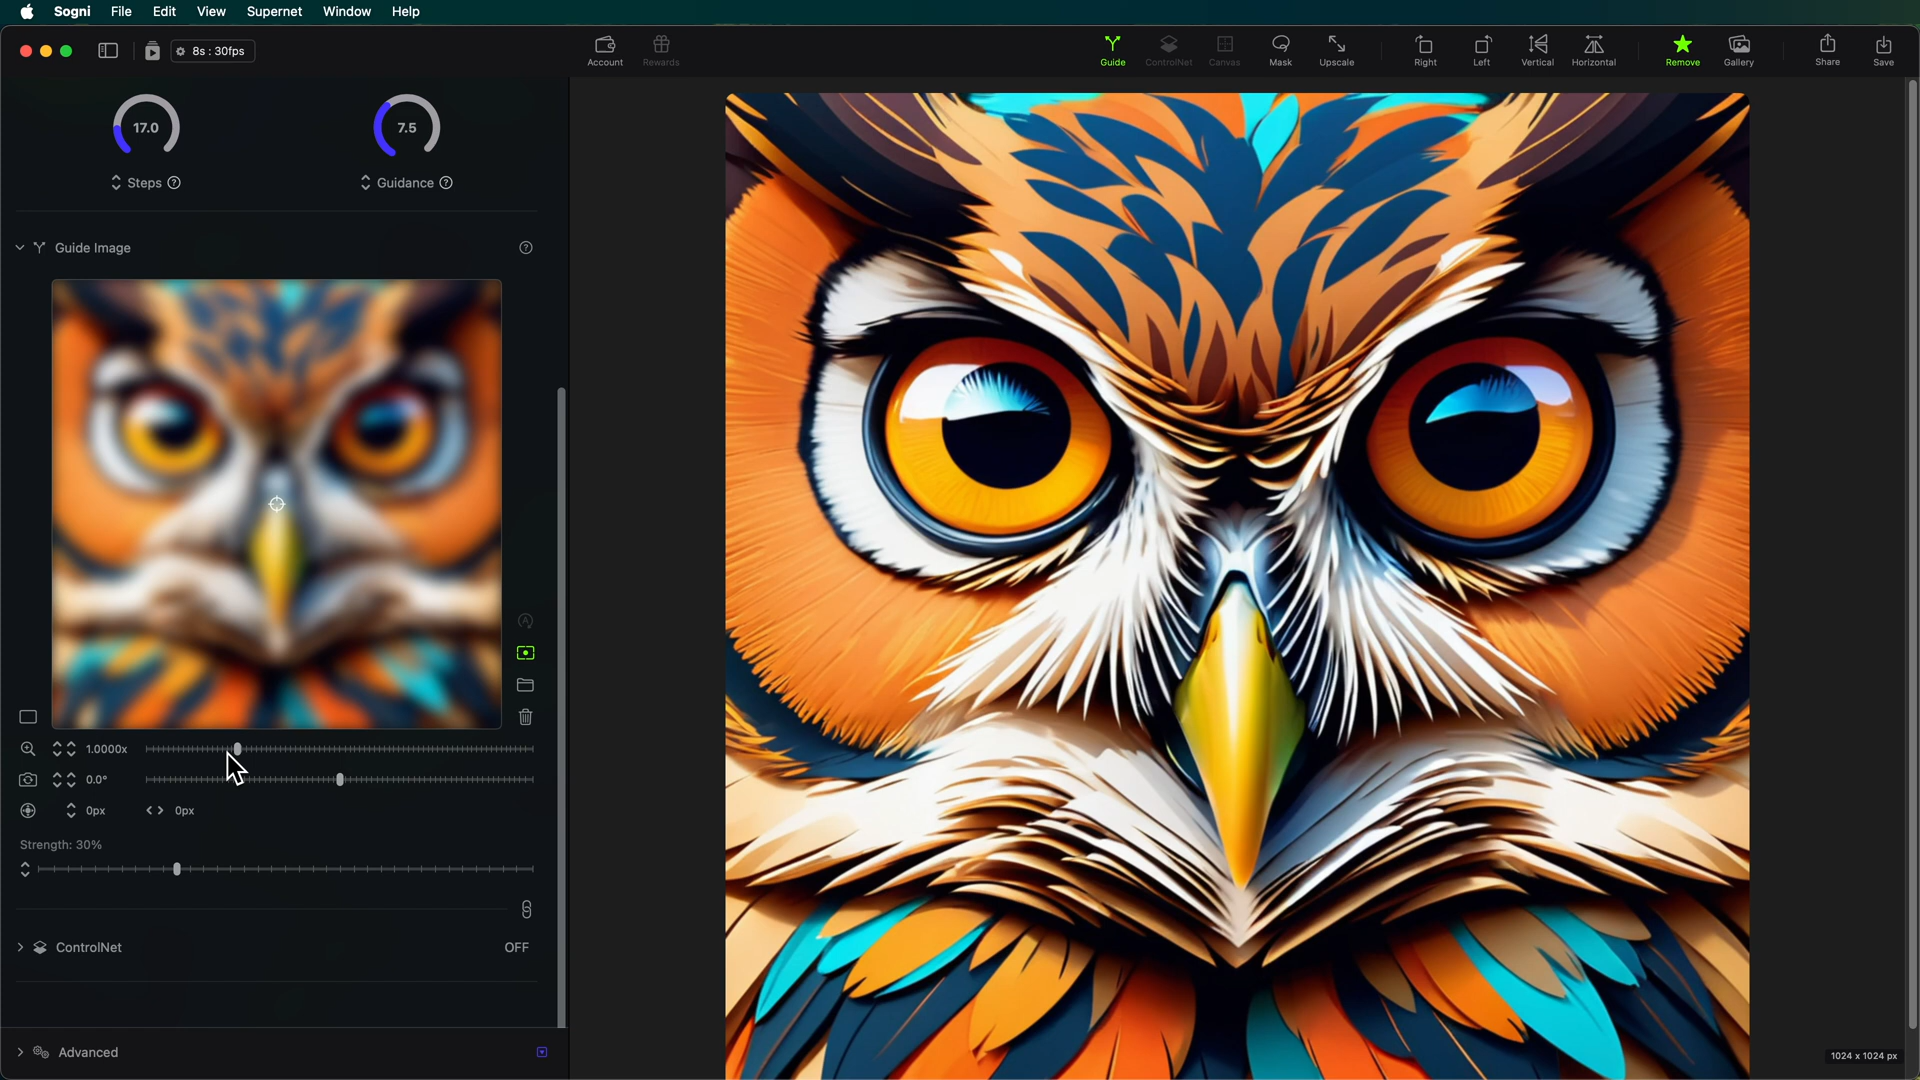 Sogni File Edit View Supernet Window Help
8s : 30fps
Account Rewards Guide ControlNet Canvas Mask Upscale Right Left Vertical Horizontal Remove Gallery Share Save
17.0 7.5
Steps ? Guidance ?
Guide Image ?
A
1.0000x
0.0°
0px 0px
Strength: 30%
ControlNet OFF
Advanced
1024 x 1024 px